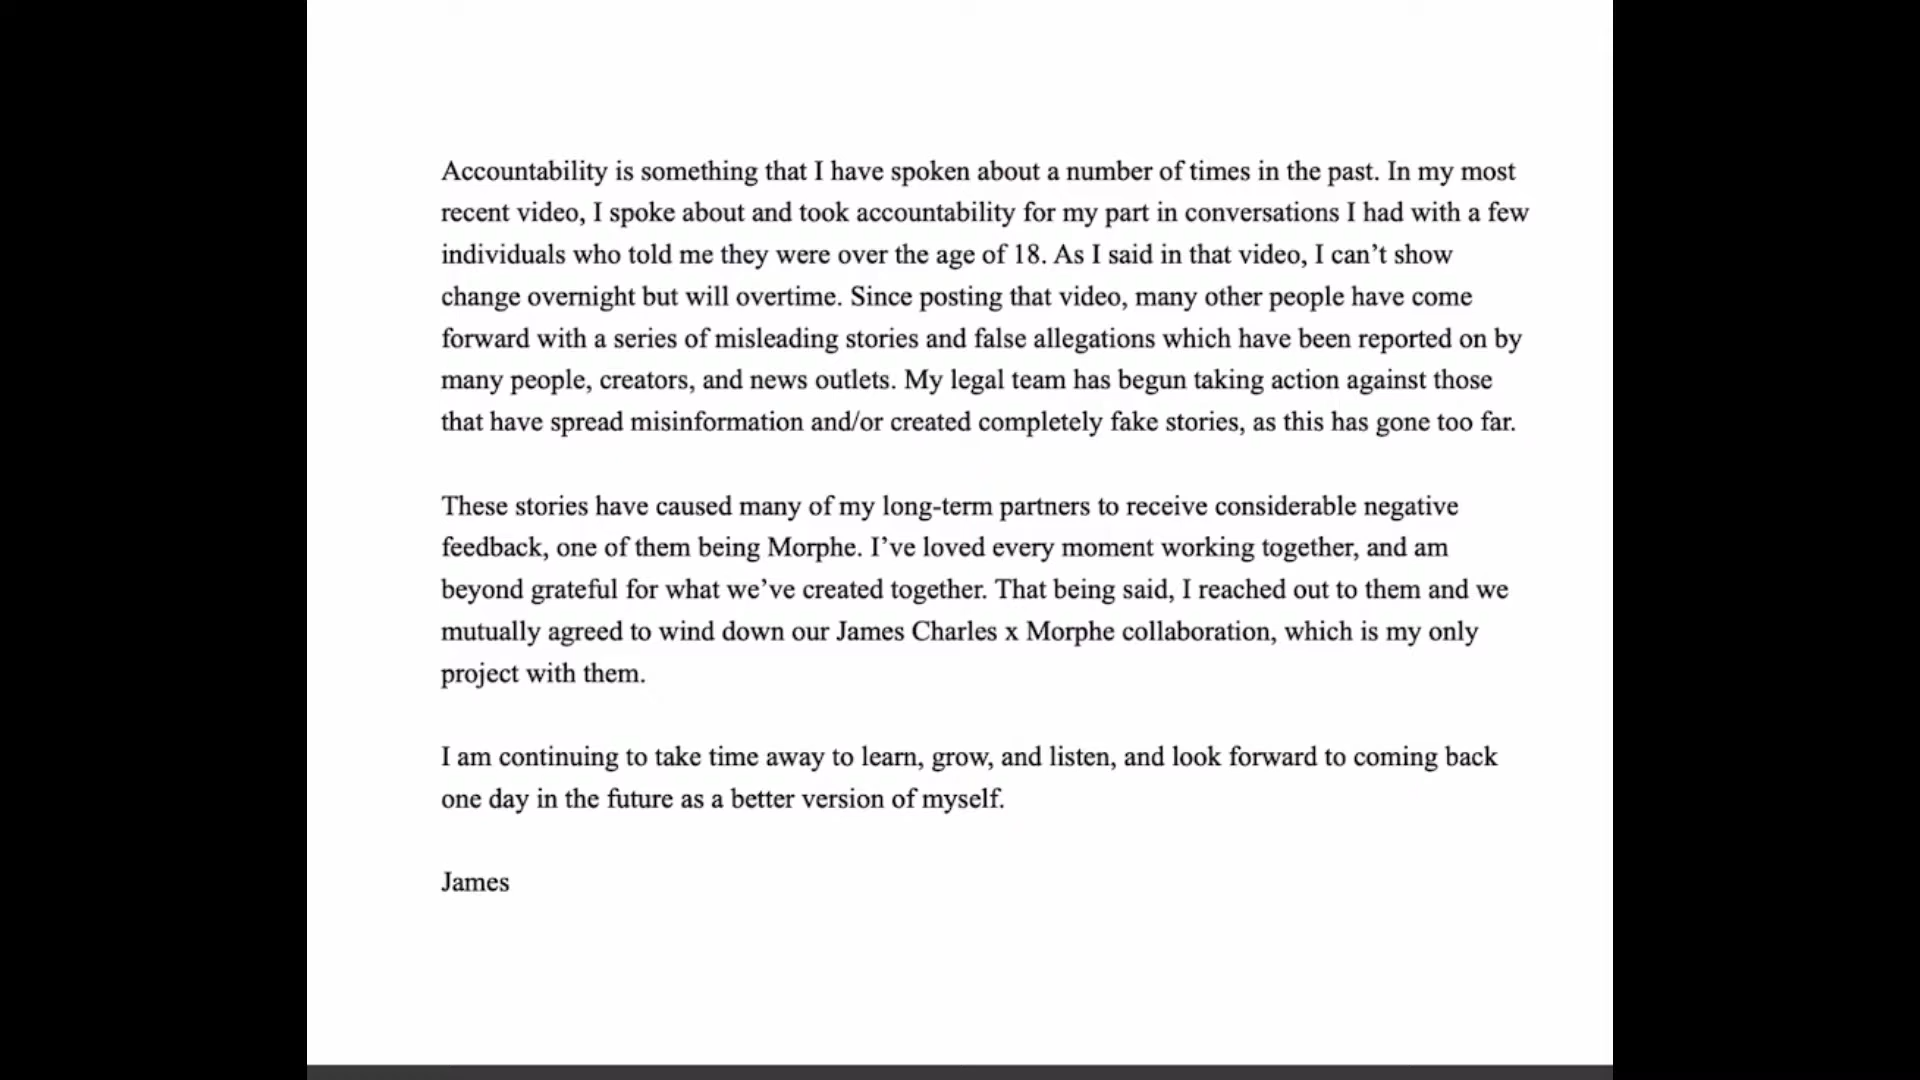 Accountability is something that I have spoken about a number of times in the past. In my most
recent video, I spoke about and took accountability for my part in conversations I had with a few
individuals who told me they were over the age of 18. As I said in that video, I can’t show
change overnight but will overtime. Since posting that video, many other people have come
forward with a series of misleading stories and false allegations which have been reported on by
many people, creators, and news outlets. My legal team has begun taking action against those
that have spread misinformation and/or created completely fake stories, as this has gone too far.
These stories have caused many of my long-term partners to receive considerable negative
feedback, one of them being Morphe. I’ve loved every moment working together, and am
beyond grateful for what we’ve created together. That being said, I reached out to them and we
mutually agreed to wind down our James Charles x Morphe collaboration, which is my only
project with them.
I am continuing to take time away to learn, grow, and listen, and look forward to coming back
one day in the future as a better version of myself.
James